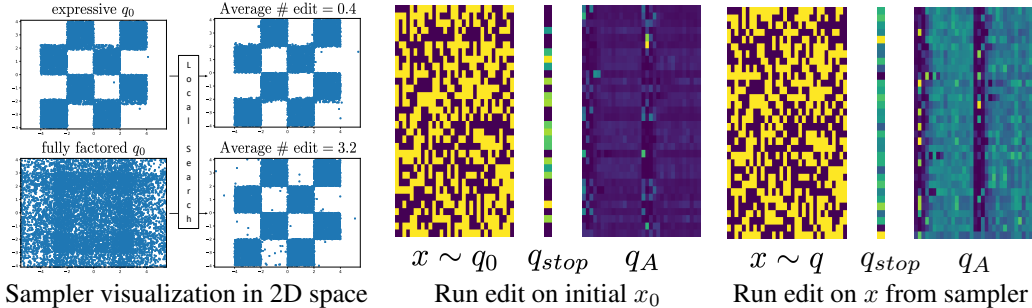 expressive q0
Average # edit = 0.4
fully factored q0
Average # edit = 3.2
Local Search
x ∼ q0 qstop qA
x ∼ q qstop qA
Sampler visualization in 2D space
Run edit on initial x0
Run edit on x from sampler